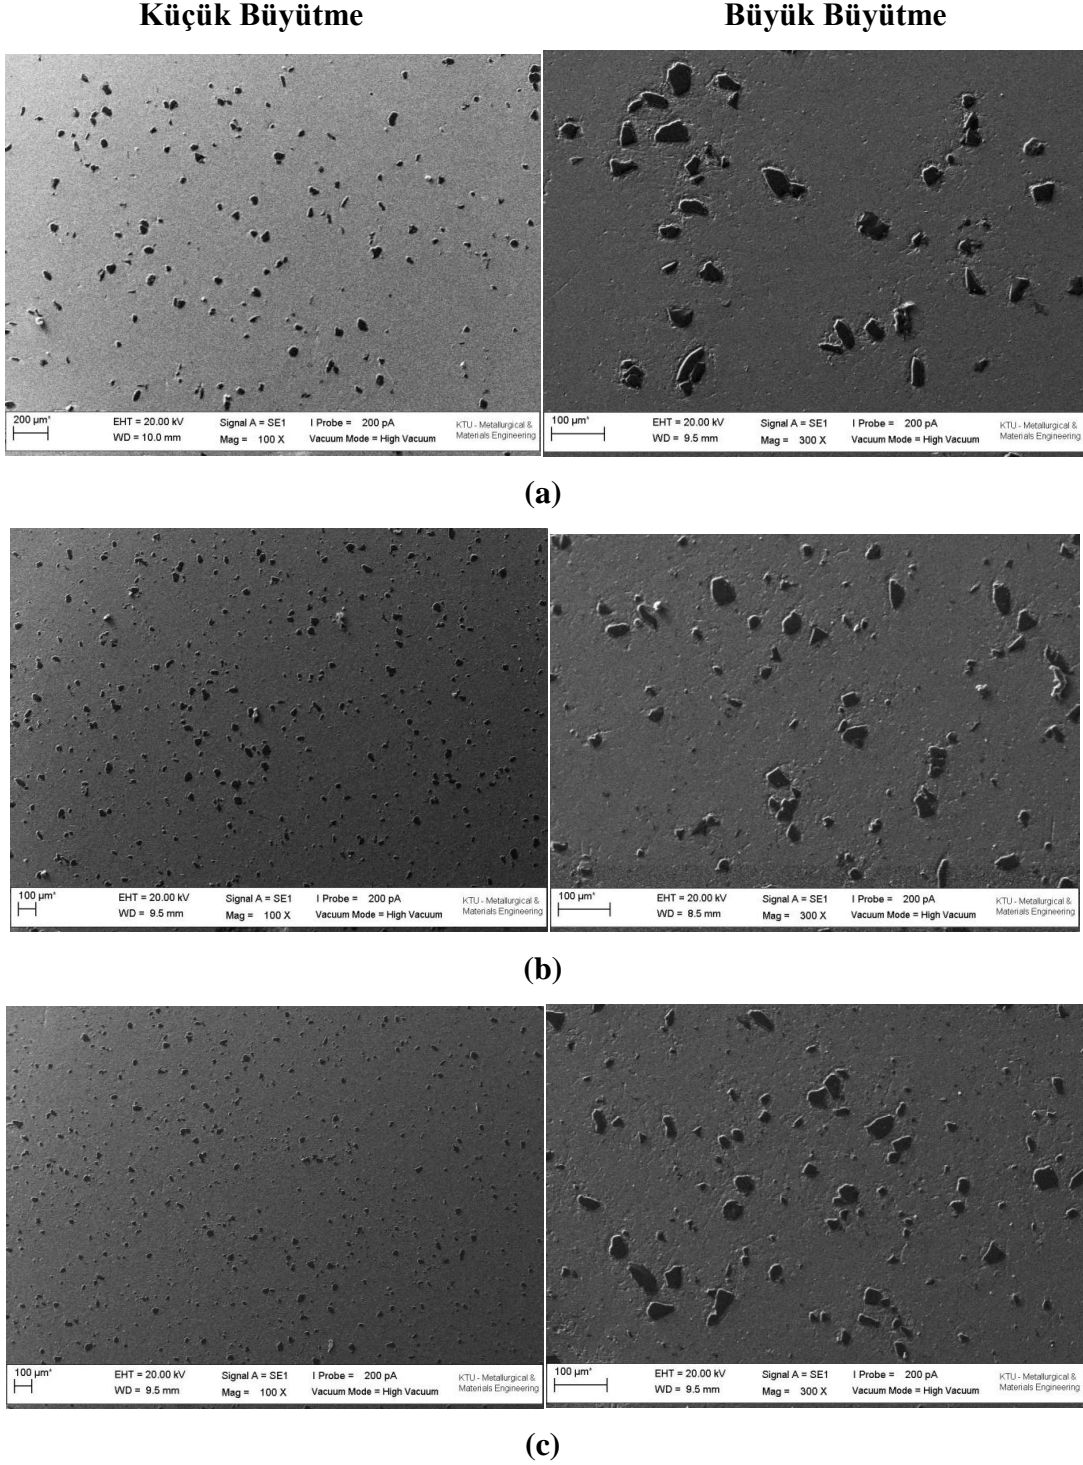 Küçük Büyütme Büyük Büyütme
200 µm* EHT = 20.00 kV Signal A = SE1 I Probe = 200 pA KTU - Metallurgical &
WD = 10.0 mm Mag = 100 X Vacuum Mode = High Vacuum Materials Engineering
100 µm* EHT = 20.00 kV Signal A = SE1 I Probe = 200 pA KTU - Metallurgical &
WD = 9.5 mm Mag = 300 X Vacuum Mode = High Vacuum Materials Engineering
(a)
100 µm* EHT = 20.00 kV Signal A = SE1 I Probe = 200 pA KTU - Metallurgical &
WD = 9.5 mm Mag = 100 X Vacuum Mode = High Vacuum Materials Engineering
100 µm* EHT = 20.00 kV Signal A = SE1 I Probe = 200 pA KTU - Metallurgical &
WD = 8.5 mm Mag = 300 X Vacuum Mode = High Vacuum Materials Engineering
(b)
100 µm* EHT = 20.00 kV Signal A = SE1 I Probe = 200 pA KTU - Metallurgical &
WD = 9.5 mm Mag = 100 X Vacuum Mode = High Vacuum Materials Engineering
100 µm* EHT = 20.00 kV Signal A = SE1 I Probe = 200 pA KTU - Metallurgical &
WD = 9.5 mm Mag = 300 X Vacuum Mode = High Vacuum Materials Engineering
(c)